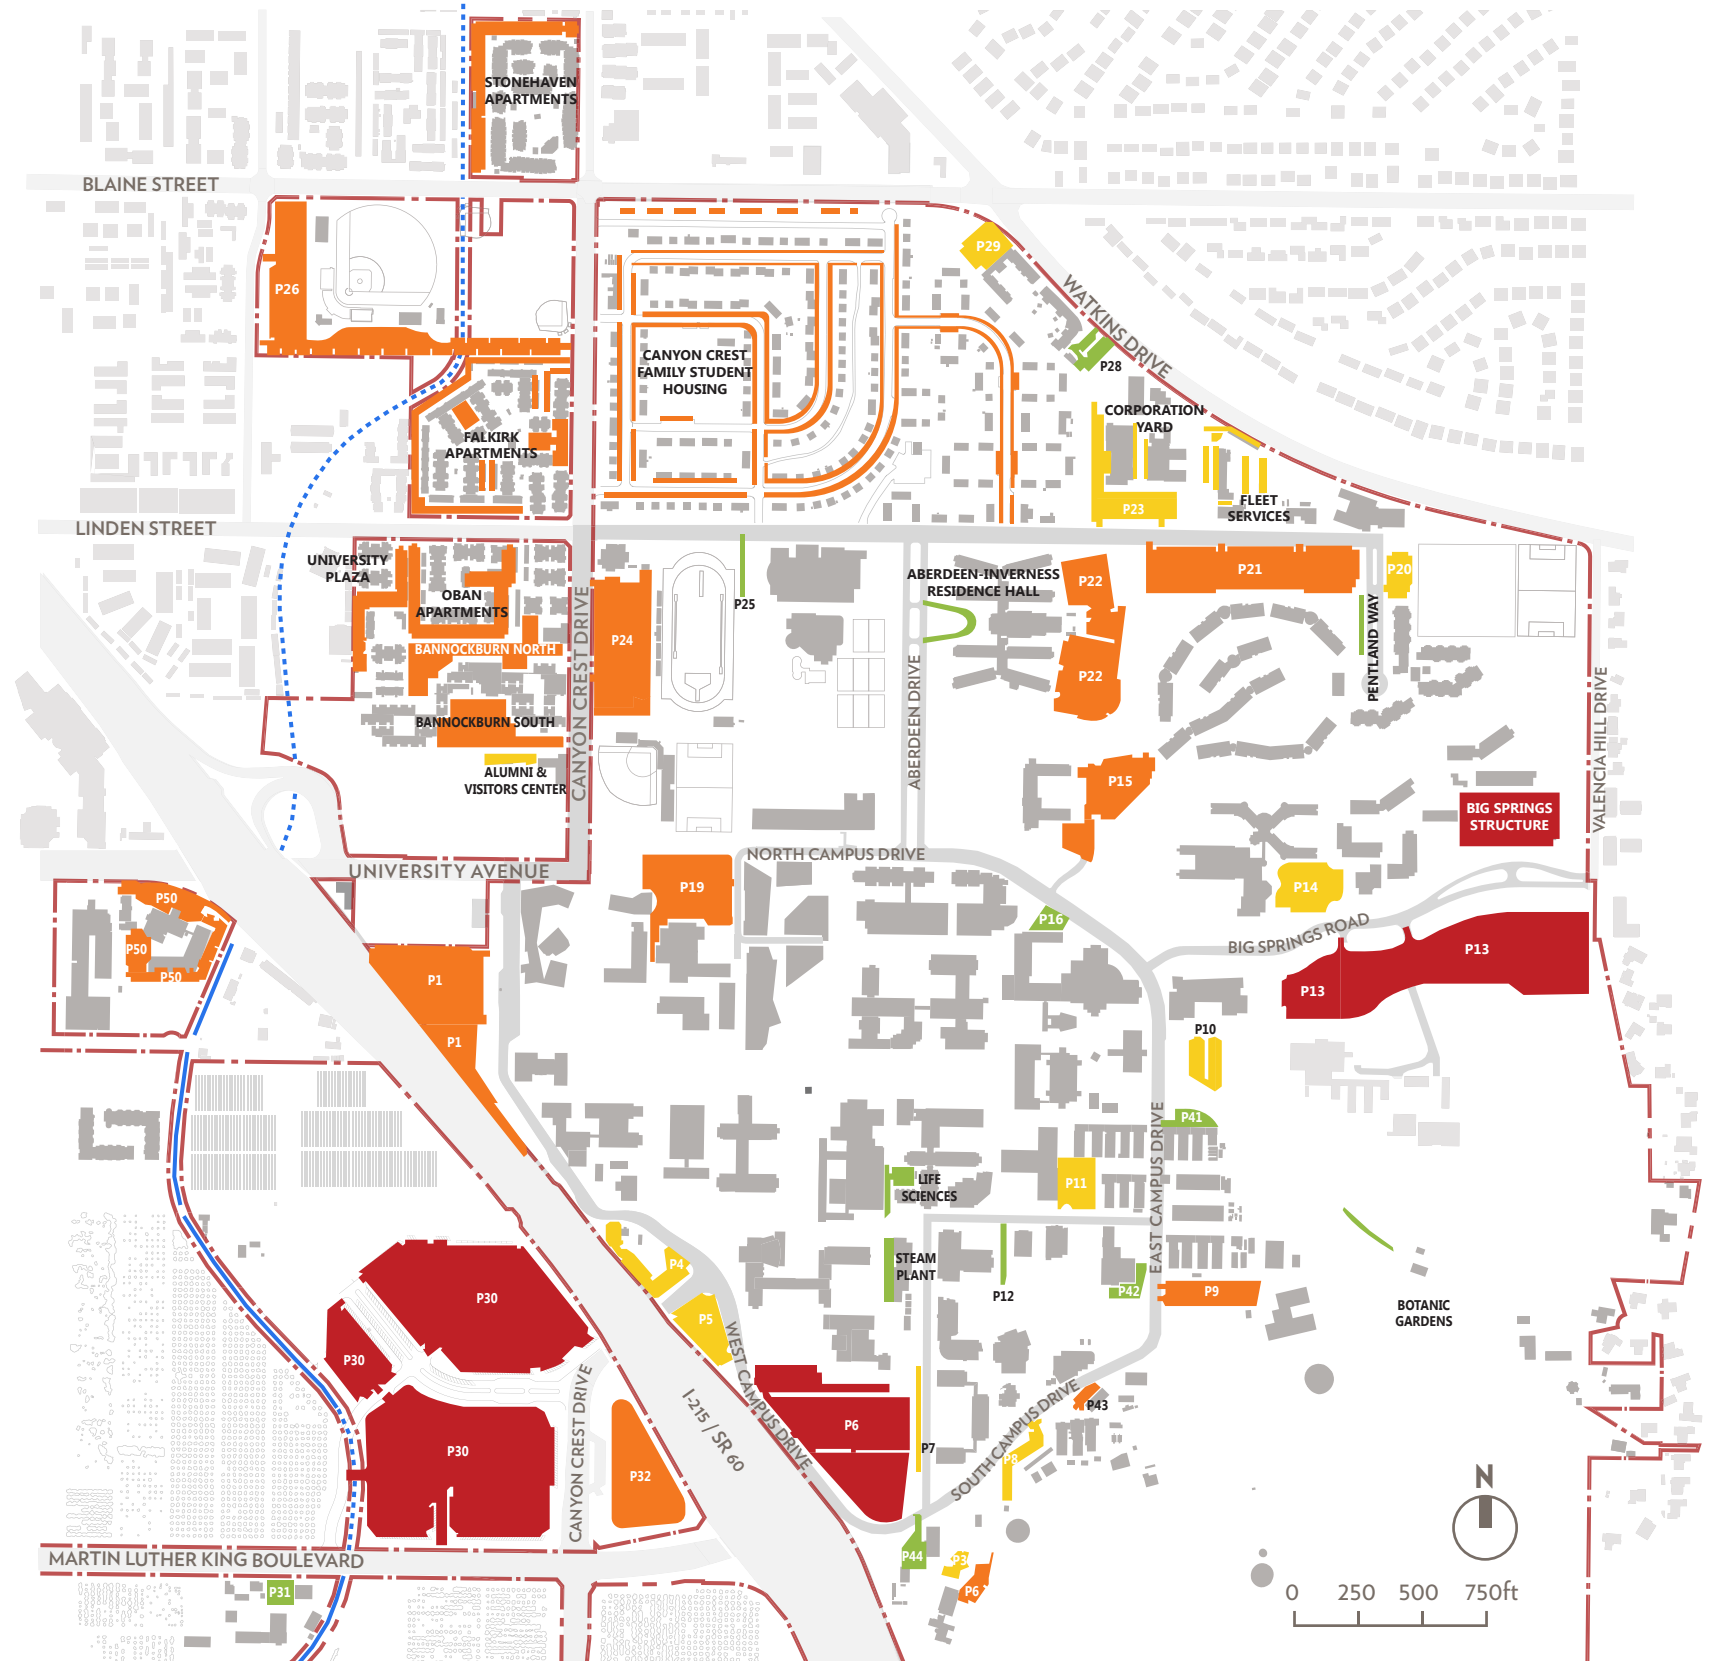 STONEHAVEN
APARTMENTS
BLAINE STREET
P29
P26
WATKINS DRIVE
CANYON CREST
FAMILY STUDENT
HOUSING
P28
CORPORATION
YARD
FALKIRK
APARTMENTS
P23
FLEET
SERVICES
LINDEN STREET
UNIVERSITY
PLAZA
OBAN
APARTMENTS
P25
ABERDEEN-INVERNESS
RESIDENCE HALL
P22
P21
P20
PENTLAND WAY
BANNOCKBURN NORTH
P24
P22
BANNOCKBURN SOUTH
CANYON CREST DRIVE
ABERDEEN DRIVE
VALENCIA HILL DRIVE
ALUMNI &
VISITORS CENTER
P15
BIG SPRINGS
STRUCTURE
NORTH CAMPUS DRIVE
UNIVERSITY AVENUE
P19
P14
P50
P16
P50
P50
BIG SPRINGS ROAD
P13
P13
P1
P1
P10
P41
EAST CAMPUS DRIVE
P11
LIFE
SCIENCES
P4
STEAM
PLANT
P12
P42
P9
P30
P5
BOTANIC
GARDENS
P30
WEST CAMPUS DRIVE
P6
P43
P7
SOUTH CAMPUS DRIVE
P8
P30
CANYON CREST DRIVE
P32
I-215 / SR 60
N
P44
P6
MARTIN LUTHER KING BOULEVARD
P31
0 250 500 750ft